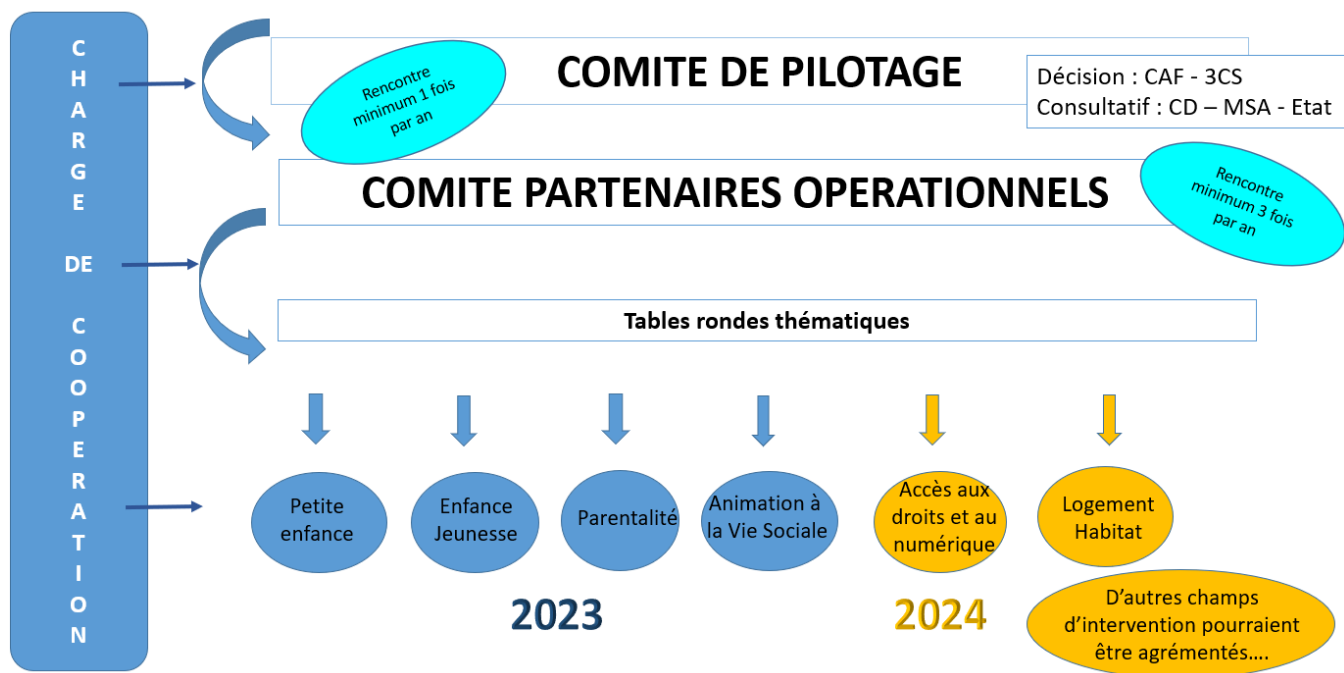 CHARGE
DE
COOPERATION
COMITE DE PILOTAGE
Rencontre
minimum 1 fois
par an
Décision : CAF - 3CS
Consultatif : CD – MSA - Etat
COMITE PARTENAIRES OPERATIONNELS
Rencontre
minimum 3 fois
par an
Tables rondes thématiques
Petite
enfance
Enfance
Jeunesse
Parentalité
Animation à
la Vie Sociale
Accès aux
droits et au
numérique
Logement
Habitat
2023
2024
D’autres champs
d’intervention pourraient
être agrémentés....